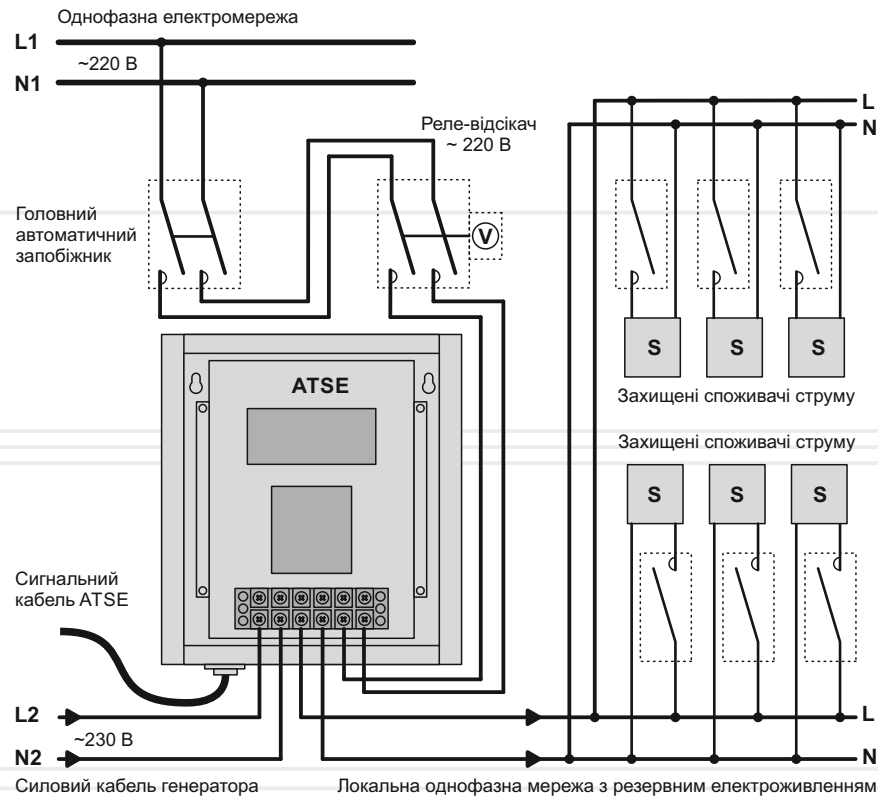 Однофазна електромережа
L1
~220 В
N1
L
N
Реле-відсікач
~ 220 В
Головний
автоматичний
запобіжник
V
ATSE
S S S
Захищені споживачі струму
Захищені споживачі струму
S S S
Сигнальний
кабель ATSE
L2
L
~230 В
N2
N
Силовий кабель генератора
Локальна однофазна мережа з резервним електроживленням